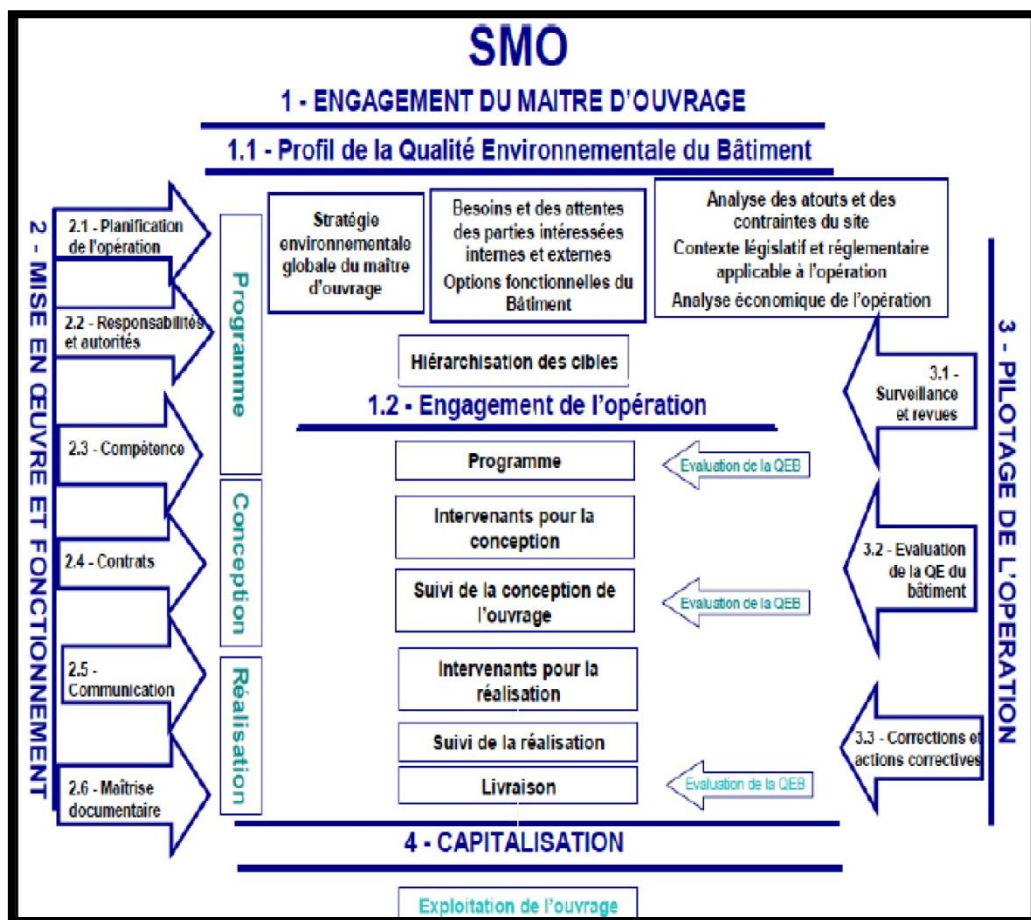 SMO
1 - ENGAGEMENT DU MAITRE D'OUVRAGE
1.1 - Profil de la Qualité Environnementale du Bâtiment
2 - MISE EN ŒUVRE ET FONCTIONNEMENT
2.1 - Planification
de l'opération
2.2 - Responsabilités
et autorités
2.3 - Compétence
2.4 - Contrats
2.5 -
Communication
2.6 - Maîtrise
documentaire
Programme
Conception
Réalisation
Stratégie
environnementale
globale du maître
d'ouvrage
Besoins et des attentes
des parties intéressées
internes et externes
Options fonctionnelles du
Bâtiment
Analyse des atouts et des
contraintes du site
Contexte législatif et réglementaire
applicable à l'opération
Analyse économique de l'opération
Hiérarchisation des cibles
1.2 - Engagement de l'opération
Programme
Evaluation de la QEB
Intervenants pour la
conception
Suivi de la conception de
l'ouvrage
Evaluation de la QEB
Intervenants pour la
réalisation
Suivi de la réalisation
Livraison
Evaluation de la QEB
3 - PILOTAGE DE L'OPERATION
3.1 -
Surveillance
et revues
3.2 - Evaluation
de la QE du
bâtiment
3.3 - Corrections et
actions correctives
4 - CAPITALISATION
Exploitation de l'ouvrage